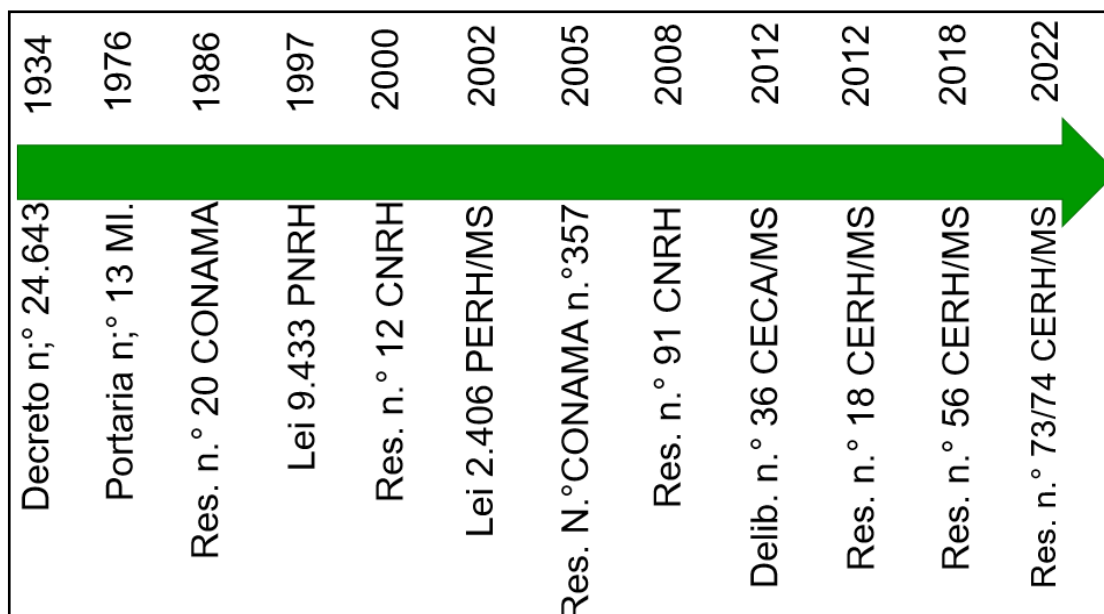 1934
1976
1986
1997
2000
2002
2005
2008
2012
2012
2018
2022
Decreto n;° 24.643
Portaria n;° 13 MI.
Res. n.° 20 CONAMA
Lei 9.433 PNRH
Res. n.° 12 CNRH
Lei 2.406 PERH/MS
Res. N.°CONAMA n.°357
Res. n.° 91 CNRH
Delib. n.° 36 CECA/MS
Res. n.° 18 CERH/MS
Res. n.° 56 CERH/MS
Res. n.° 73/74 CERH/MS